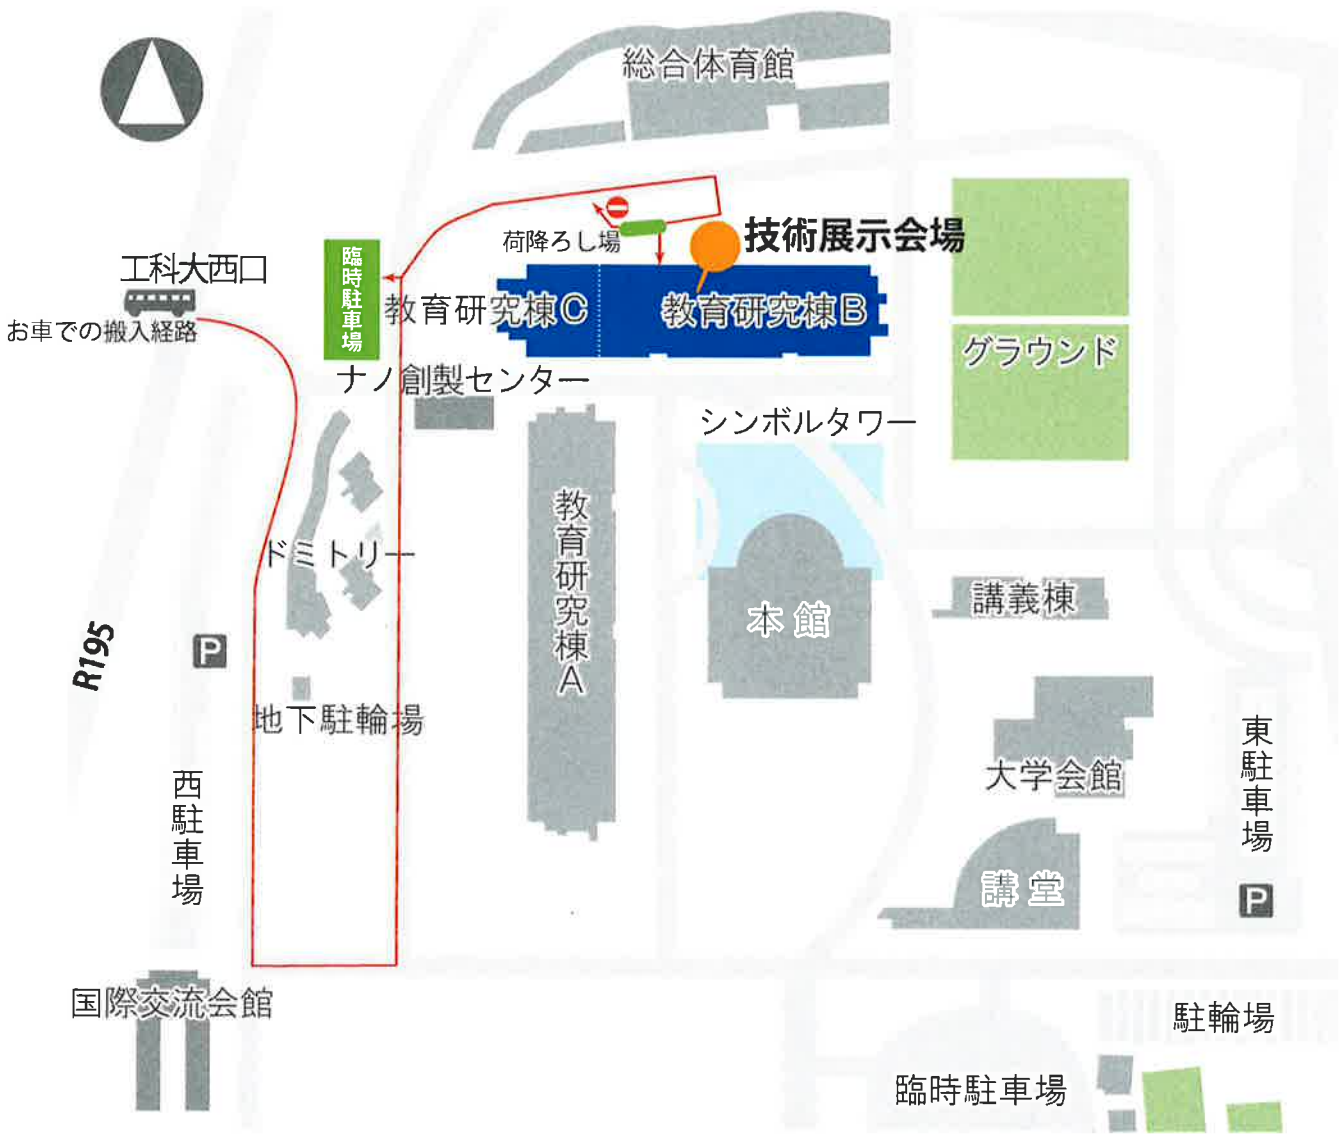 総合体育館
荷降ろし場
技術展示会場
工科大西口
お車での搬入経路
臨時駐車場
教育研究棟C
教育研究棟B
グラウンド
ナノ創製センター
シンボルタワー
教育研究棟A
ドミトリー
本館
講義棟
R195
P
地下駐輪場
西駐車場
大学会館
東駐車場
講堂
P
国際交流会館
駐輪場
臨時駐車場